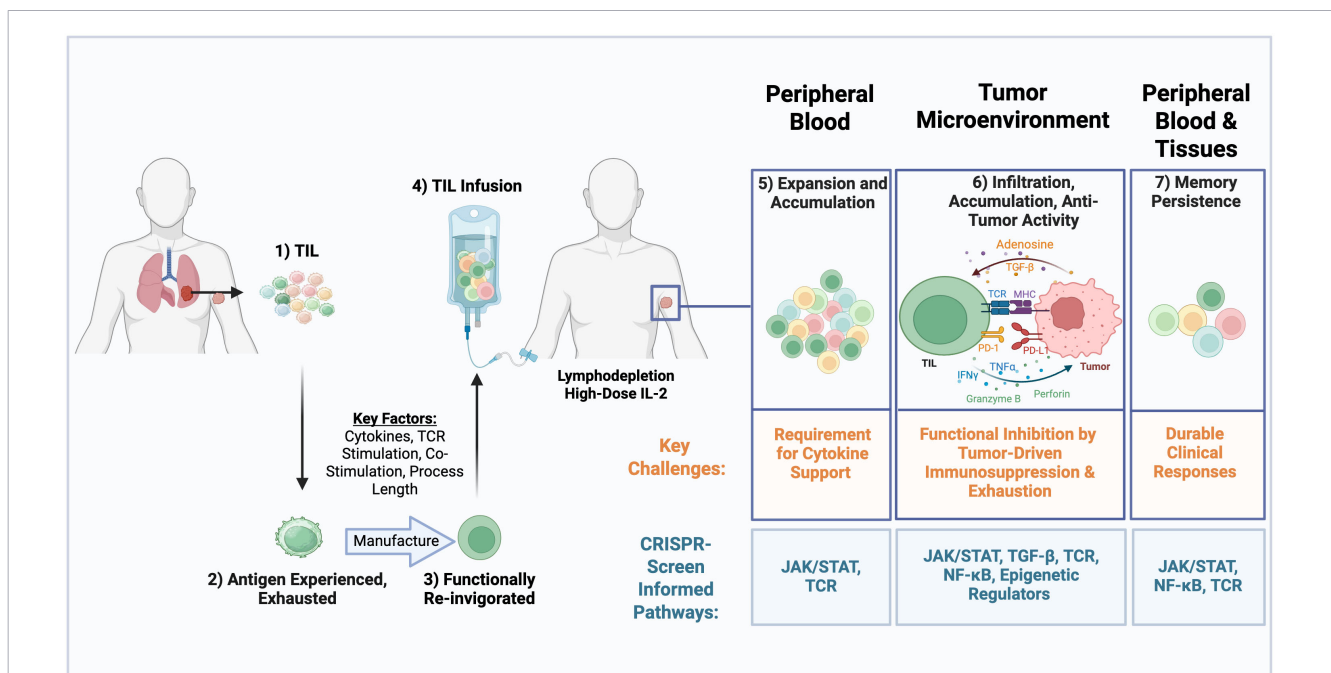 Peripheral
Blood
Tumor
Microenvironment
Peripheral
Blood &
Tissues
1) TIL
4) TIL Infusion
Lymphodepletion
High-Dose IL-2
Key Factors:
Cytokines, TCR
Stimulation, Co-
Stimulation, Process
Length
Manufacture
2) Antigen Experienced,
Exhausted
3) Functionally
Re-invigorated
5) Expansion and
Accumulation
6) Infiltration,
Accumulation, Anti-
Tumor Activity
Adenosine
TGF-β
TCR
MHC
PD-1
PD-L1
TIL
Tumor
IFNγ
TNFα
Granzyme B
Perforin
7) Memory
Persistence
Key
Challenges:
Requirement
for Cytokine
Support
Functional Inhibition by
Tumor-Driven
Immunosuppression &
Exhaustion
Durable
Clinical
Responses
CRISPR-
Screen
Informed
Pathways:
JAK/STAT,
TCR
JAK/STAT, TGF-β, TCR,
NF-κB, Epigenetic
Regulators
JAK/STAT,
NF-κB, TCR